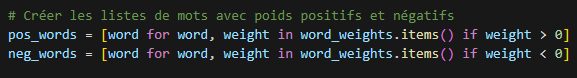 # Créer les listes de mots avec poids positifs et négatifs
pos_words = [word for word, weight in word_weights.items() if weight > 0]
neg_words = [word for word, weight in word_weights.items() if weight < 0]